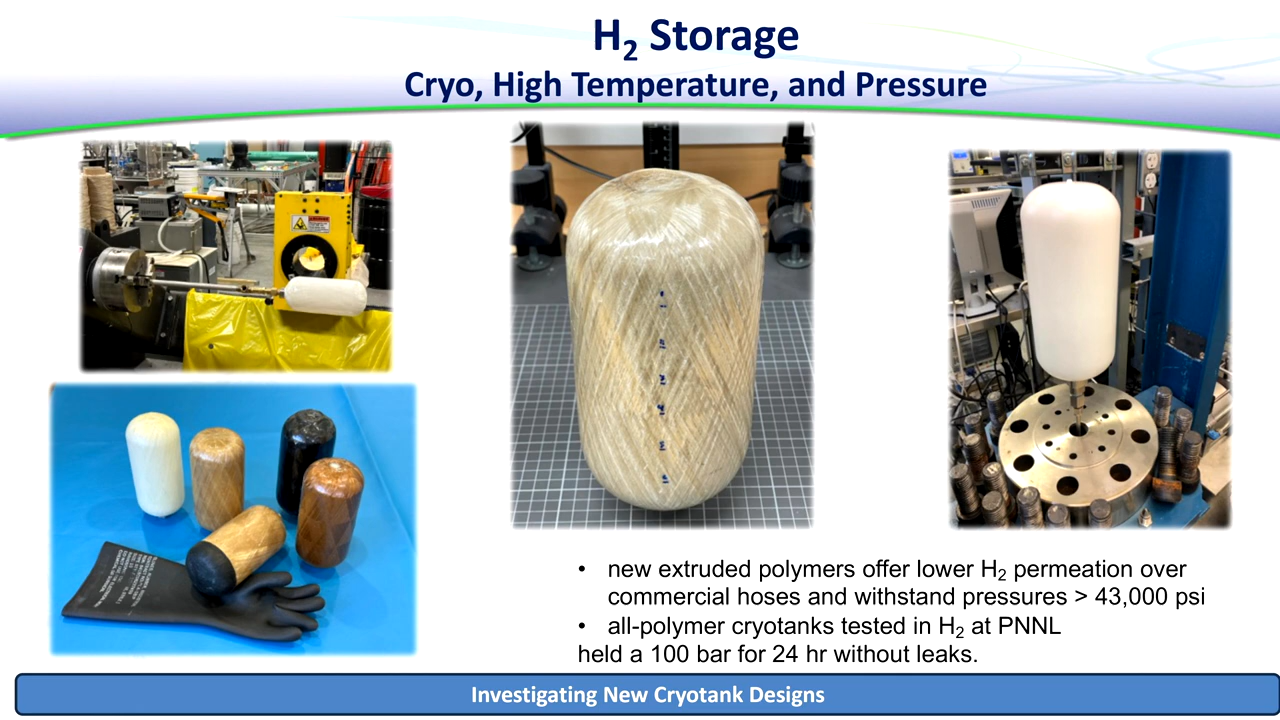 H₂ Storage
Cryo, High Temperature, and Pressure
• new extruded polymers offer lower H₂ permeation over
commercial hoses and withstand pressures > 43,000 psi
• all-polymer cryotanks tested in H₂ at PNNL
held a 100 bar for 24 hr without leaks.
Investigating New Cryotank Designs